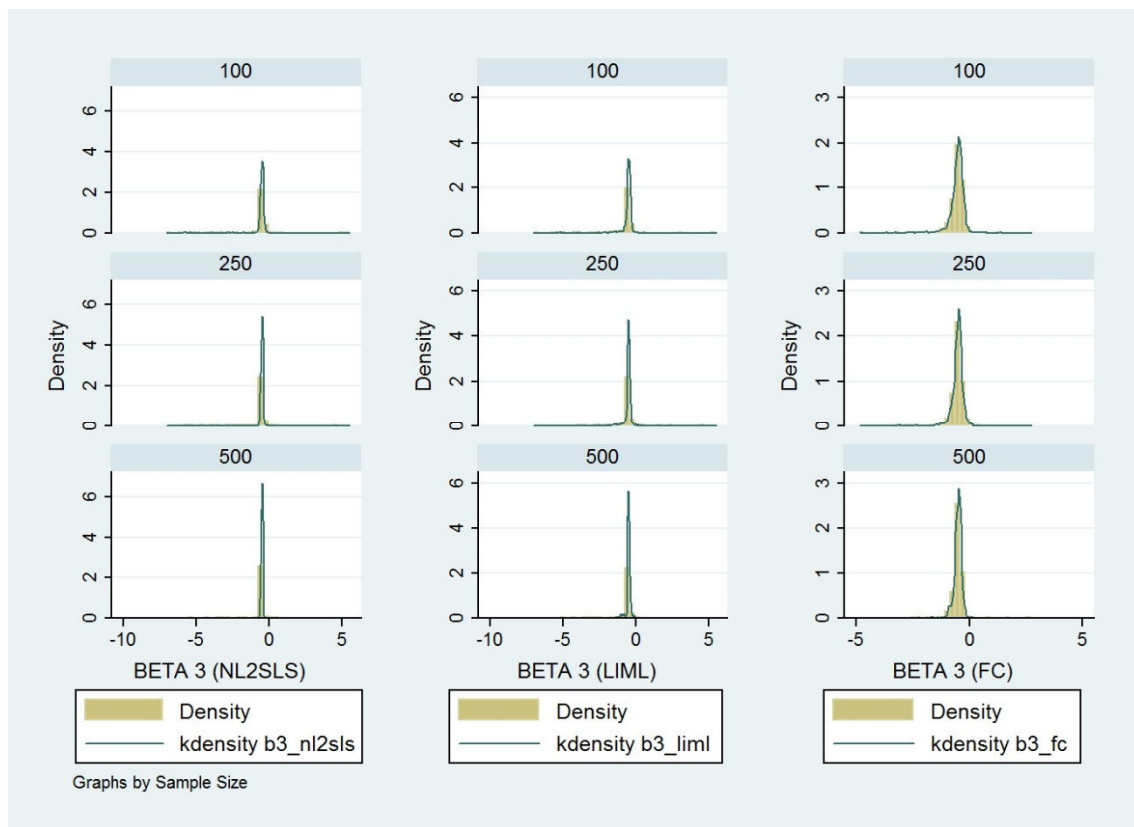 100
6
4
2
0
250
6
4
2
0
500
6
4
2
0
-10 -5 0 5
Density
BETA 3 (NL2SLS)
Density
kdensity b3_nl2sls
100
6
4
2
0
250
6
4
2
0
500
6
4
2
0
-10 -5 0 5
Density
BETA 3 (LIML)
Density
kdensity b3_liml
100
3
2
1
0
250
3
2
1
0
500
3
2
1
0
-5 0 5
Density
BETA 3 (FC)
Density
kdensity b3_fc
Graphs by Sample Size